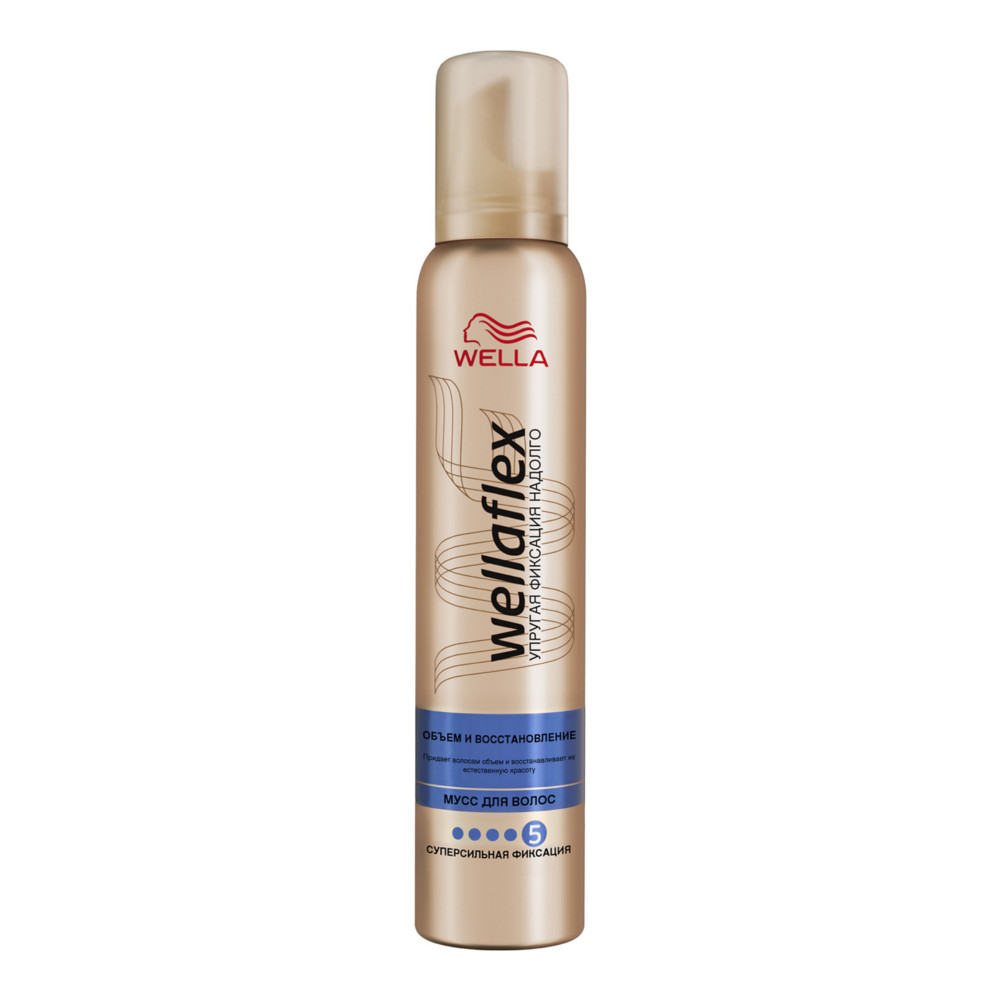 WELLA
wellaflex
УПРУГАЯ ФИКСАЦИЯ НАДОЛГО
ОБЪЕМ И ВОССТАНОВЛЕНИЕ
Придает волосам объем и восстанавливает их
естественную красоту
МУСС ДЛЯ ВОЛОС
5
СУПЕРСИЛЬНАЯ ФИКСАЦИЯ